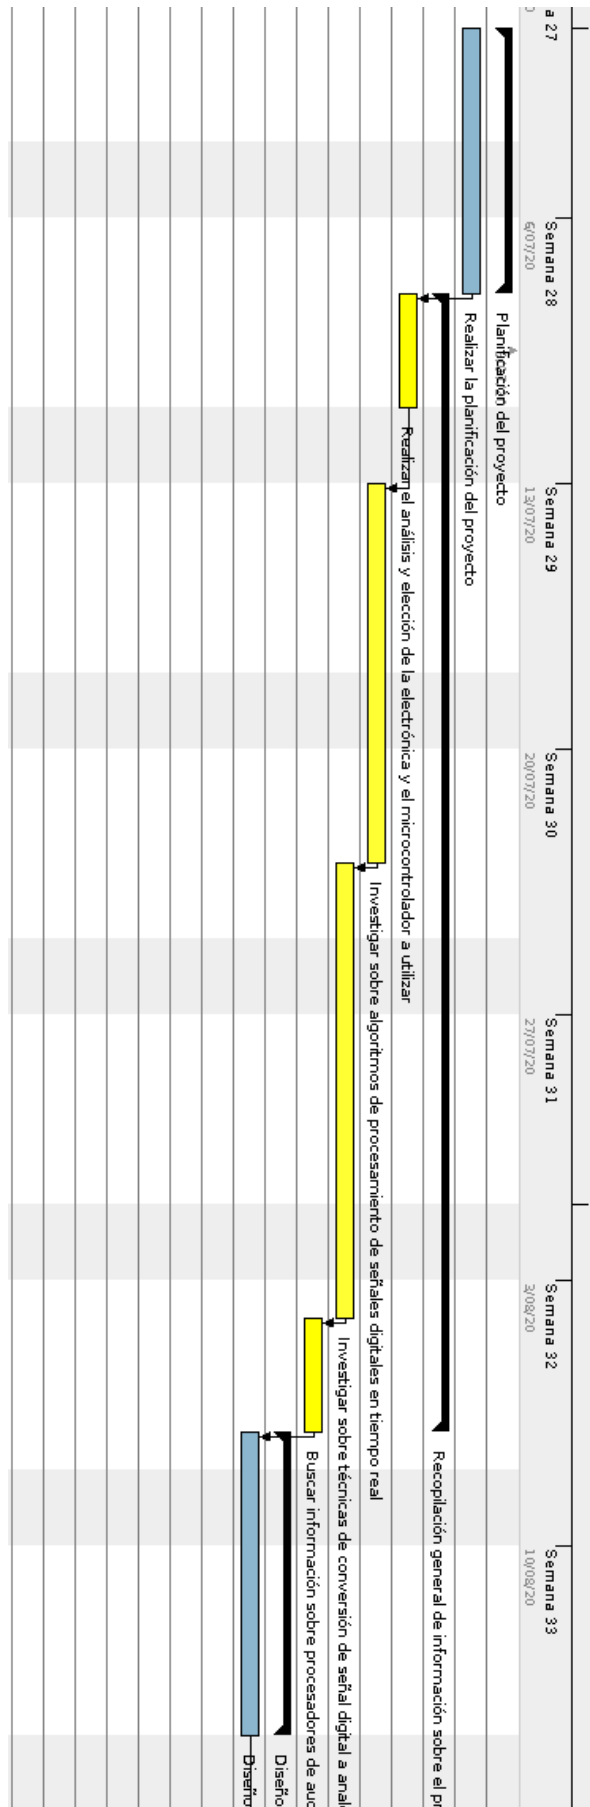 a 27
Semana 28
Semana 29
Semana 30
Semana 31
Semana 32
Semana 33
6/07/20
13/07/20
20/07/20
27/07/20
3/08/20
10/08/20
Planificación del proyecto
Realizar la planificación del proyecto
Recopilación general de información sobre el pr
Realizar el análisis y elección de la electrónica y el microcontrolador a utilizar
Investigar sobre algoritmos de procesamiento de señales digitales en tiempo real
Investigar sobre técnicas de conversión de señal digital a analó
Buscar información sobre procesadores de aud
Diseño
Diseño